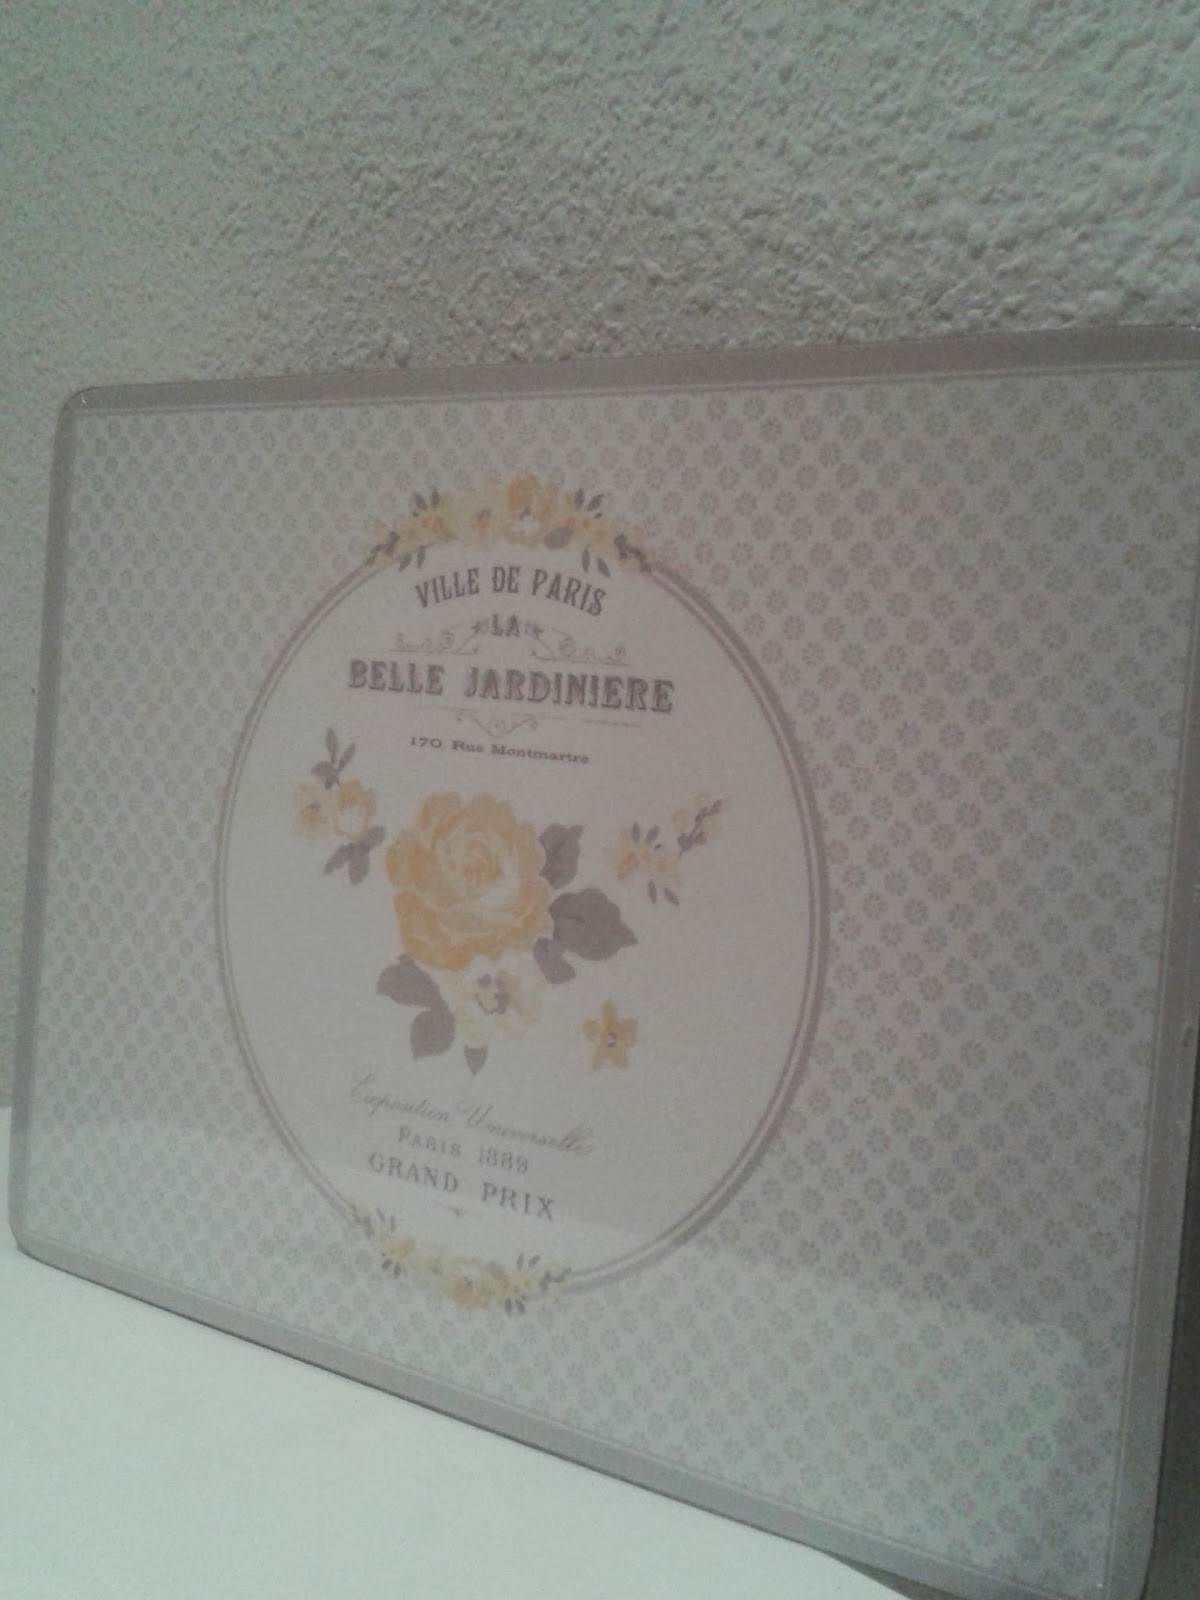 VILLE DE PARIS
LA
BELLE JARDINIERE
170 Rue Montmartre
Exposition Universelle
PARIS 1889
GRAND PRIX